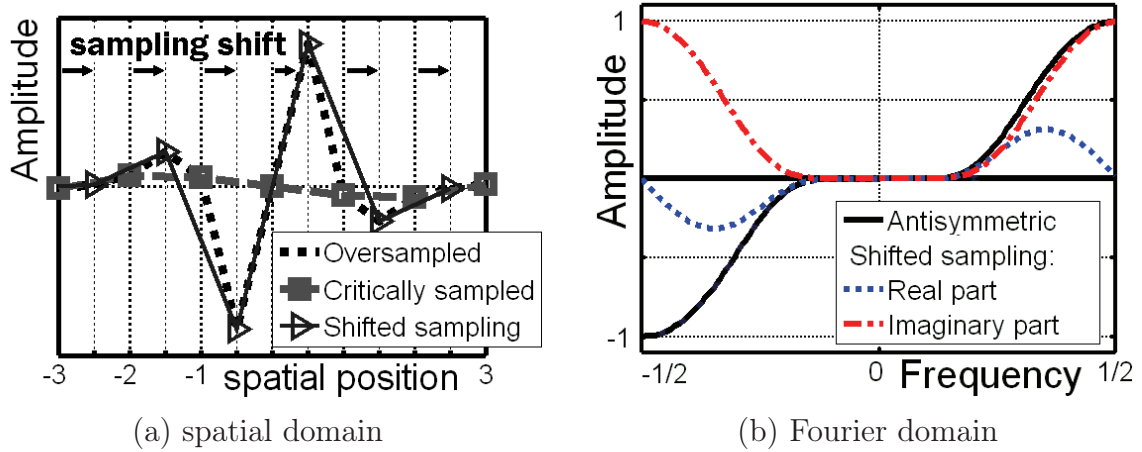 sampling shift
Amplitude
Oversampled
Critically sampled
Shifted sampling
-3 -2 -1 3
spatial position
(a) spatial domain
1
Amplitude
Antisymmetric
Shifted sampling:
Real part
Imaginary part
-1
-1/2 0 1/2
Frequency
(b) Fourier domain